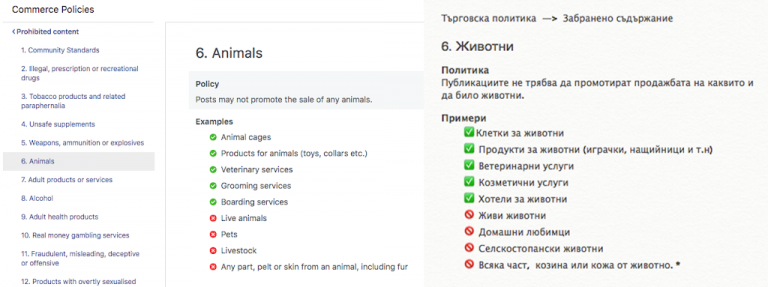 Commerce Policies
Prohibited content
1. Community Standards
2. Illegal, prescription or recreational
drugs
3. Tobacco products and related
paraphernalia
4. Unsafe supplements
5. Weapons, ammunition or explosives
6. Animals
7. Adult products or services
8. Alcohol
9. Adult health products
10. Real money gambling services
11. Fraudulent, misleading, deceptive
or offensive
12. Products with overtly sexualised
6. Animals
Policy
Posts may not promote the sale of any animals.
Examples
Animal cages
Products for animals (toys, collars etc.)
Veterinary services
Grooming services
Boarding services
Live animals
Pets
Livestock
Any part, pelt or skin from an animal, including fur
Търговска политика —> Забранено съдържание
6. Животни
Политика
Публикациите не трябва да промотират продажбата на каквито и
да било животни.
Примери
Клетки за животни
Продукти за животни (играчки, нащийници и т.н)
Ветеринарни услуги
Козметични услуги
Хотели за животни
Живи животни
Домашни любимци
Селскостопански животни
Всяка част, козина или кожа от животно. *